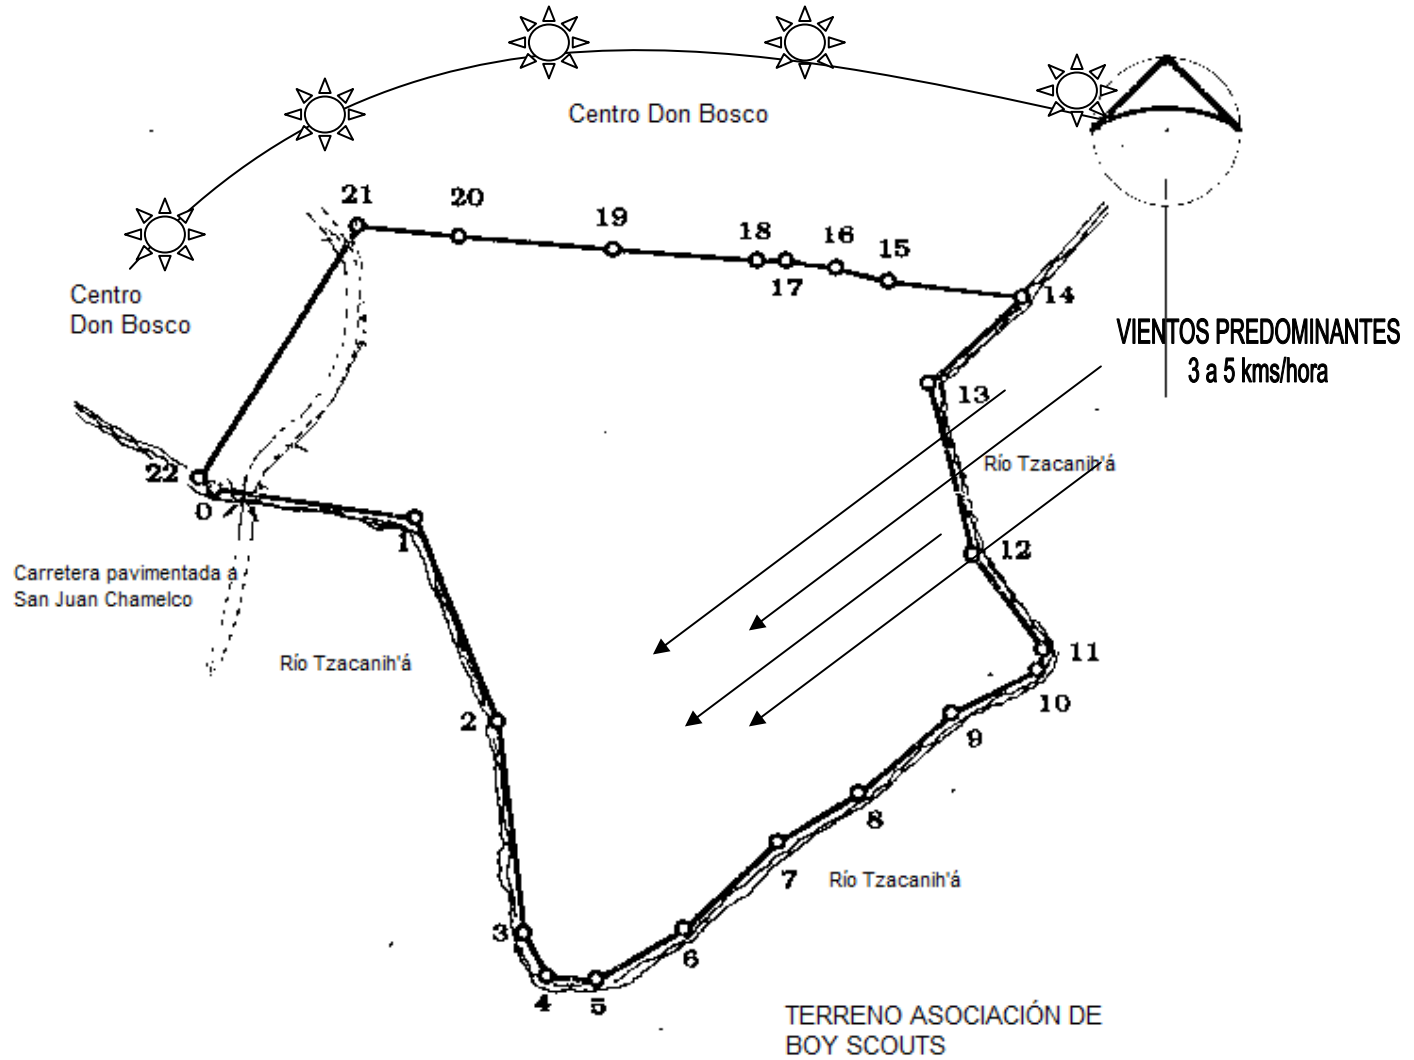 Centro Don Bosco
21
20
19
18
17
16
15
14
Centro
Don Bosco
VIENTOS PREDOMINANTES
3 a 5 kms/hora
13
Río Tzacanih'á
22
0
1
12
Carretera pavimentada a
San Juan Chamelco
Río Tzacanih'á
11
10
2
9
8
7
Río Tzacanih'á
3
6
4
5
TERRENO ASOCIACIÓN DE
BOY SCOUTS